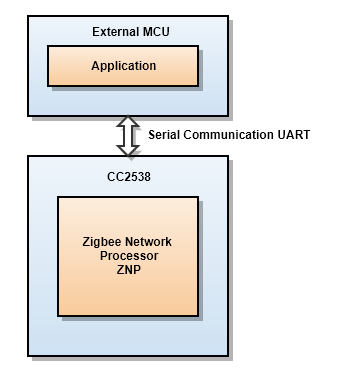 External MCU
Application
Serial Communication UART
CC2538
Zigbee Network
Processor
ZNP